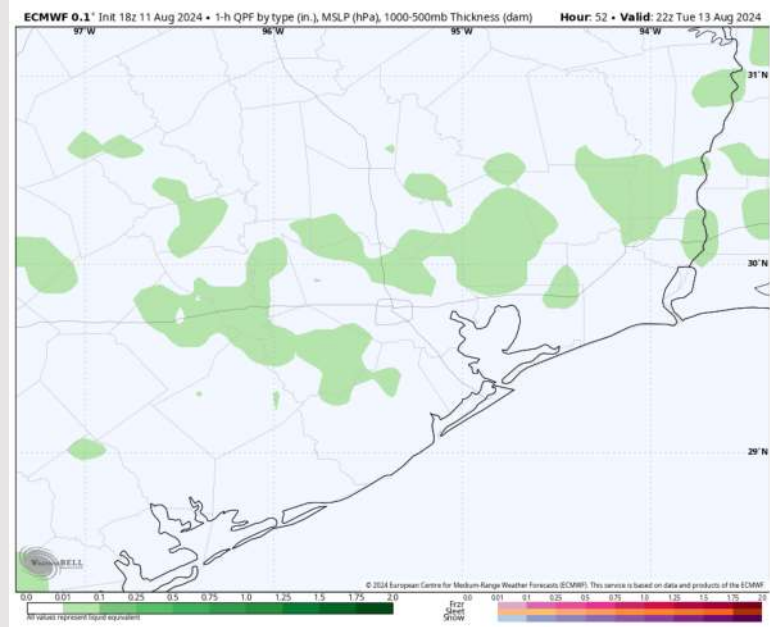 ECMWF 0.1° Init 18z 11 Aug 2024 • 1-h QPF by type (in.), MSLP (hPa), 1000-500mb Thickness (dam) Hour: 52 • Valid: 22z Tue 13 Aug 2024
97°W 96°W 95°W 94°W
31°N
30°N
29°N
WeatherBELL
© 2024 European Centre for Medium-Range Weather Forecasts (ECMWF). This service is based on data and products of the ECMWF.
0.0 0.01 0.1 0.25 0.5 0.75 1.0 1.25 1.5 1.75 2.0
All values represent liquid equivalent
0.0 0.01 0.1 0.25 0.5 0.75 1.0 1.25 1.5 1.75 2.0
Frzr
Sleet
Snow